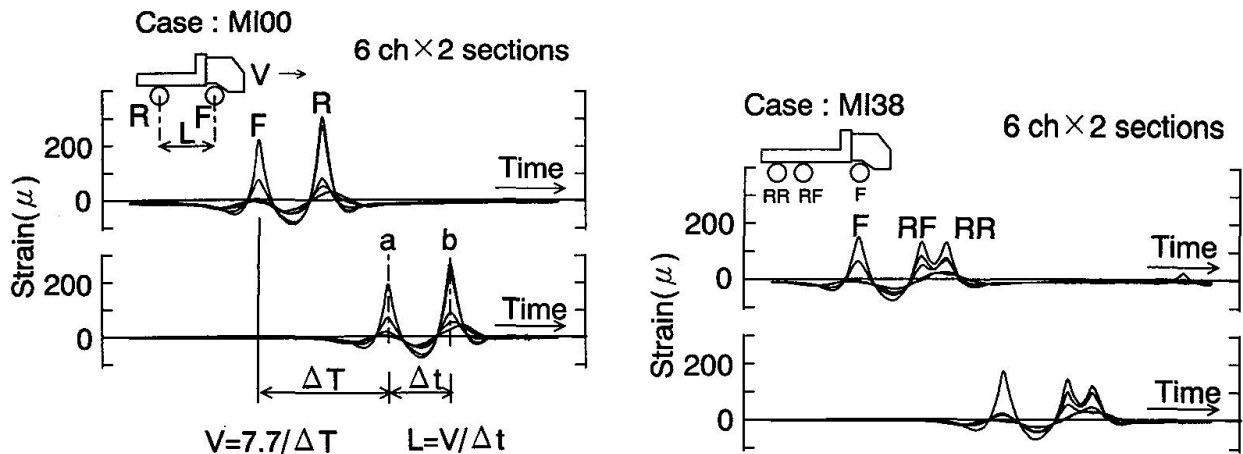 Case : MI00
6 ch×2 sections
V →
R
F
L
F
R
200
0
Time
Strain(μ)
a
b
200
0
Time
ΔT
Δt
V=7.7/ΔT
L=V/Δt
Case : MI38
6 ch×2 sections
RR RF F
F RF RR
200
0
Time
Strain(μ)
200
0
Time